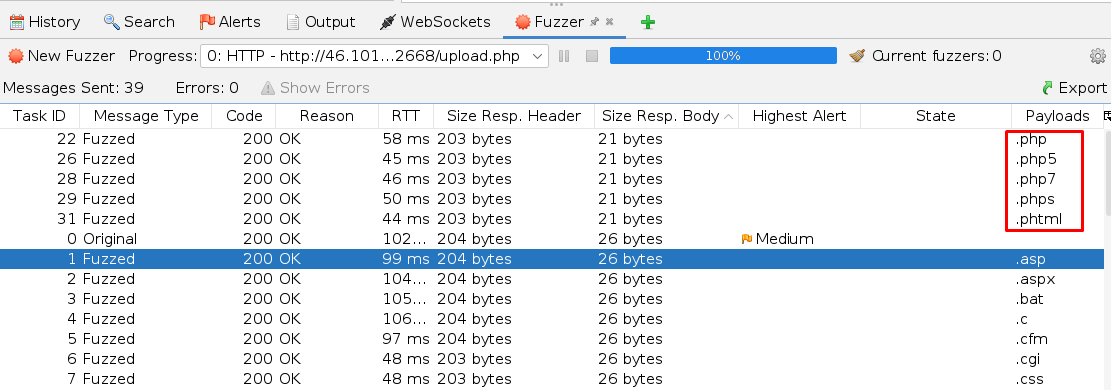 History Search Alerts Output WebSockets Fuzzer
New Fuzzer Progress: 0: HTTP - http://46.101...2668/upload.php 100% Current fuzzers: 0
Messages Sent: 39 Errors: 0 Show Errors Export
Task ID Message Type Code Reason RTT Size Resp. Header Size Resp. Body Highest Alert State Payloads
22 Fuzzed 200 OK 58 ms 203 bytes 21 bytes .php
26 Fuzzed 200 OK 45 ms 203 bytes 21 bytes .php5
28 Fuzzed 200 OK 46 ms 203 bytes 21 bytes .php7
29 Fuzzed 200 OK 50 ms 203 bytes 21 bytes .phps
31 Fuzzed 200 OK 44 ms 203 bytes 21 bytes .phtml
0 Original 200 OK 102... 204 bytes 26 bytes Medium
1 Fuzzed 200 OK 99 ms 204 bytes 26 bytes .asp
2 Fuzzed 200 OK 104... 204 bytes 26 bytes .aspx
3 Fuzzed 200 OK 105... 204 bytes 26 bytes .bat
4 Fuzzed 200 OK 106... 204 bytes 26 bytes .c
5 Fuzzed 200 OK 97 ms 204 bytes 26 bytes .cfm
6 Fuzzed 200 OK 48 ms 203 bytes 26 bytes .cgi
7 Fuzzed 200 OK 48 ms 203 bytes 26 bytes .css